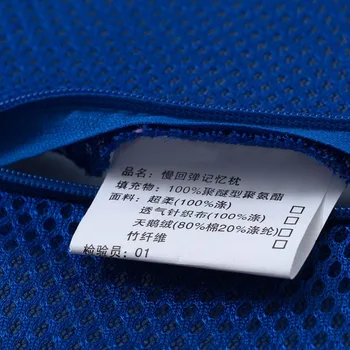 品名: 慢回弹记忆枕
填充物: 100%聚醚型聚氨酯
面料: 超柔(100%涤)
透气针织布(100%涤)
天鹅绒(80%棉20%涤纶)
竹纤维
检验员: 01